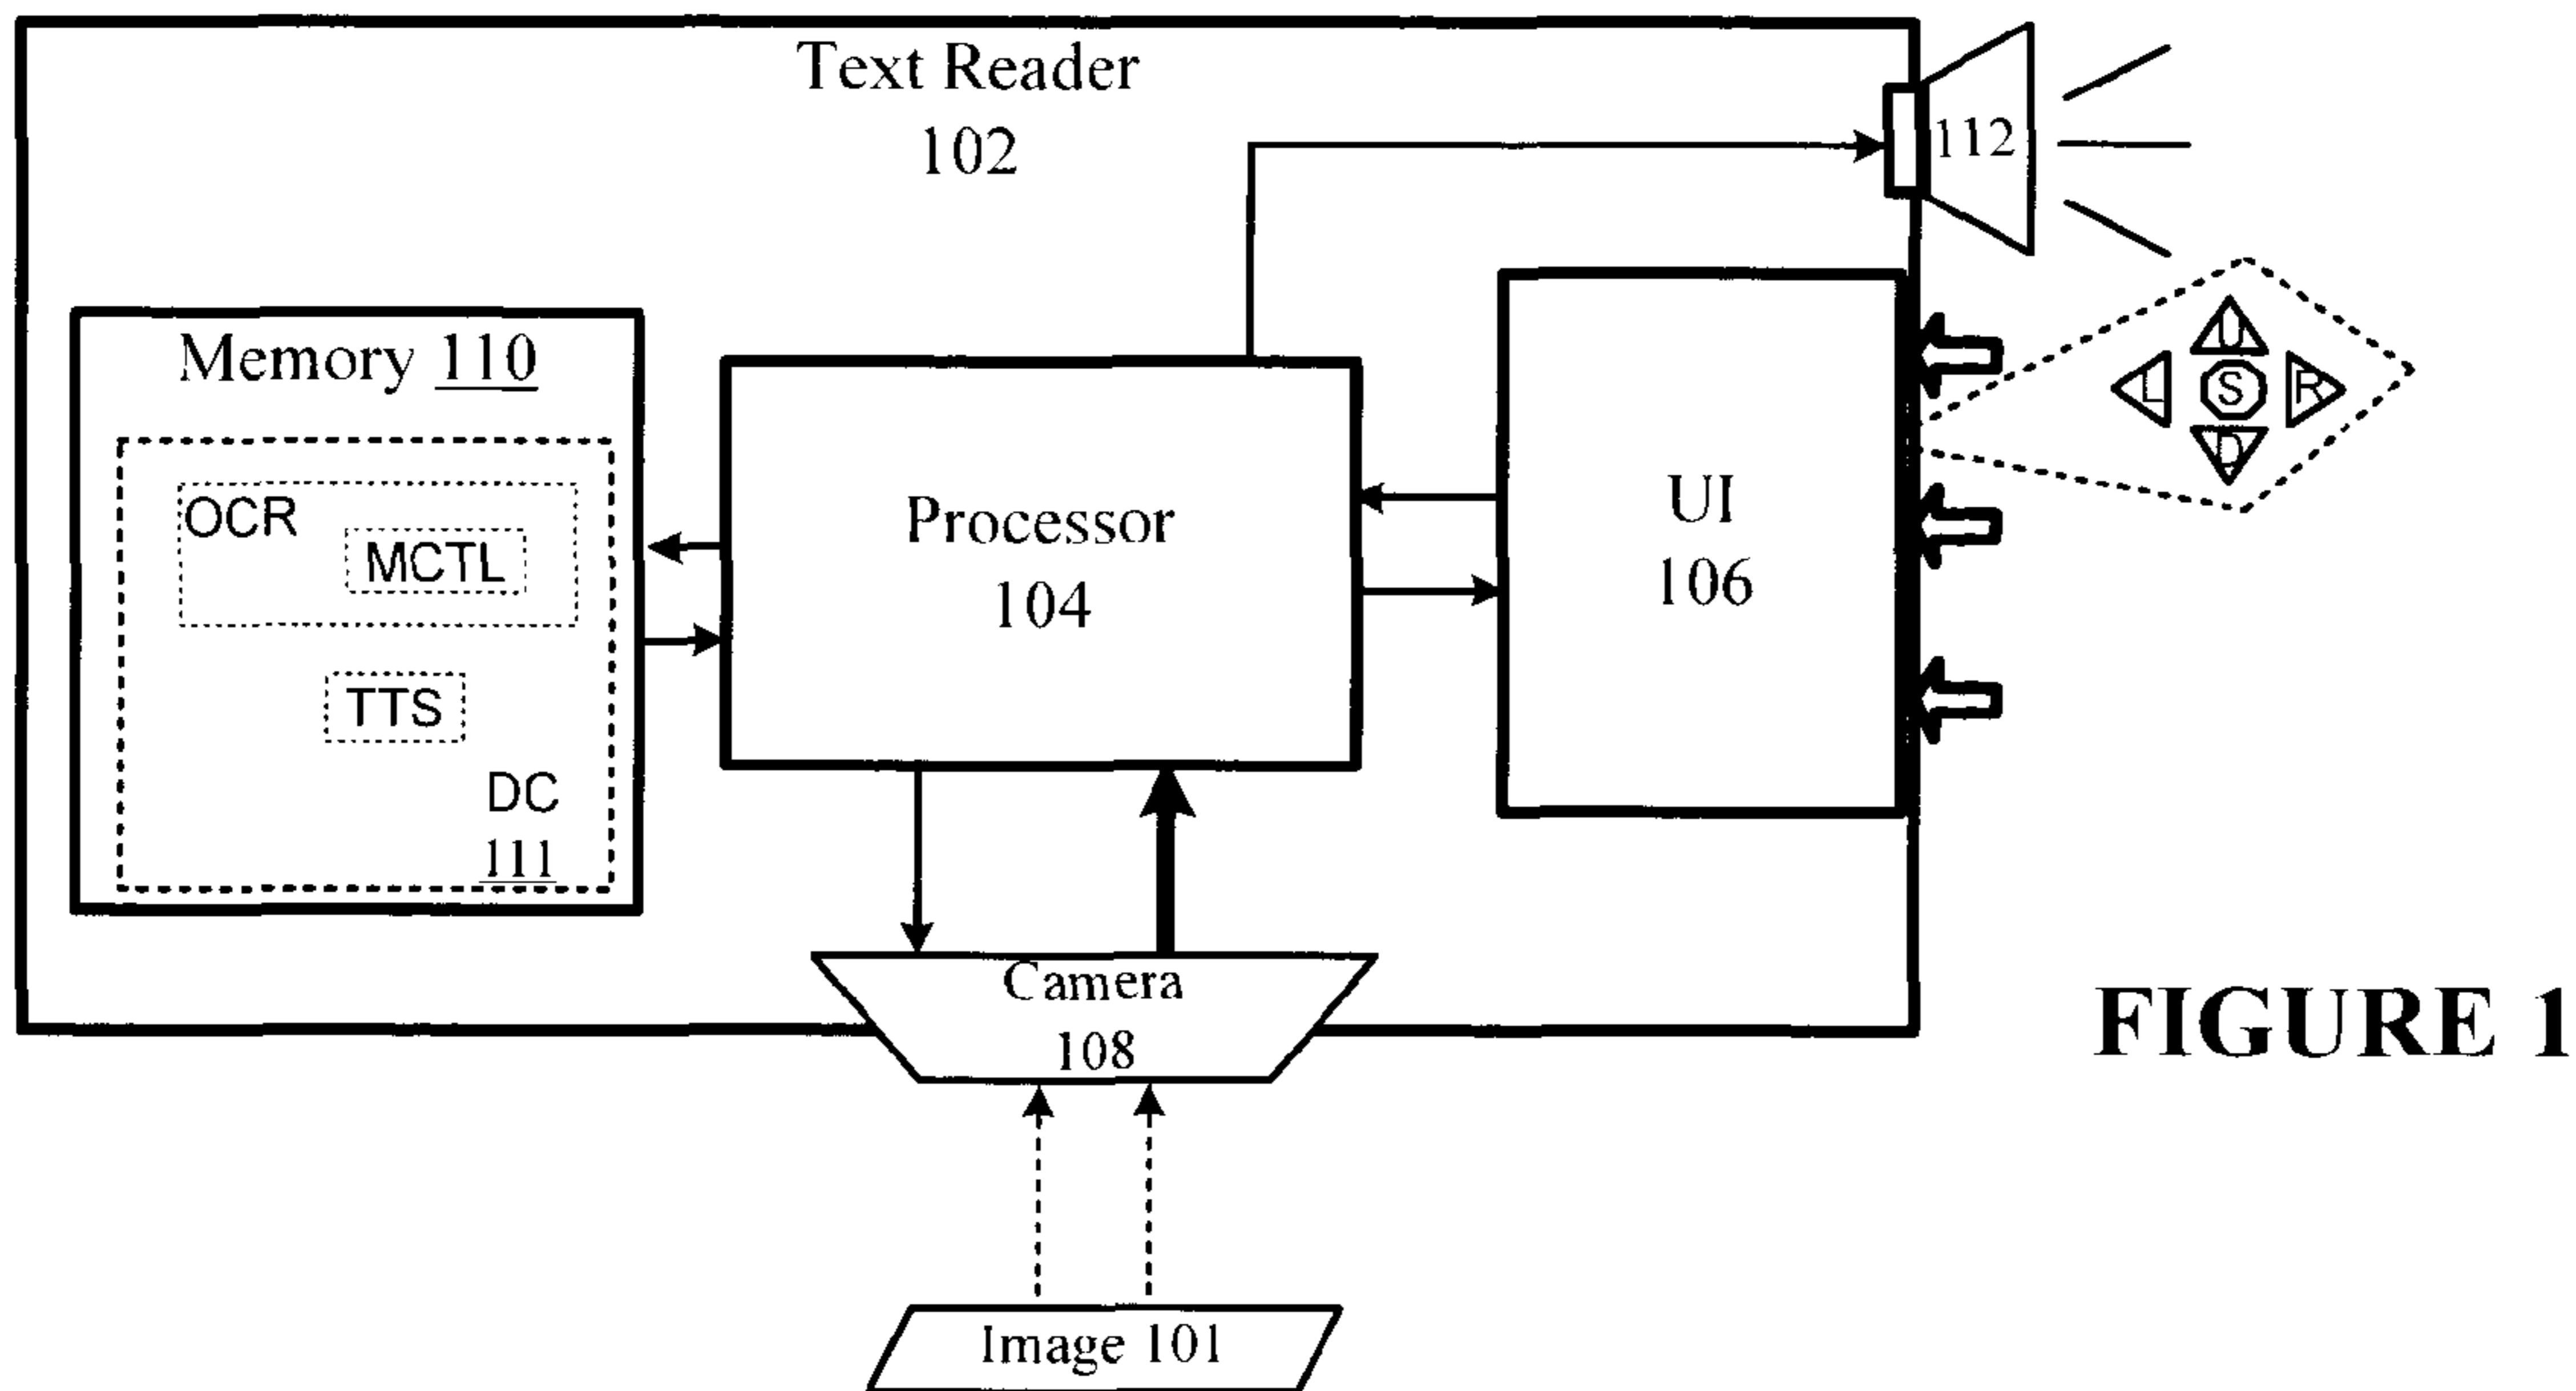 Text Reader
102
112
Memory 110
U
L
S
R
D
OCR
MCTL
TTS
DC
111
Processor
104
UI
106
Camera
108
FIGURE 1
Image 101